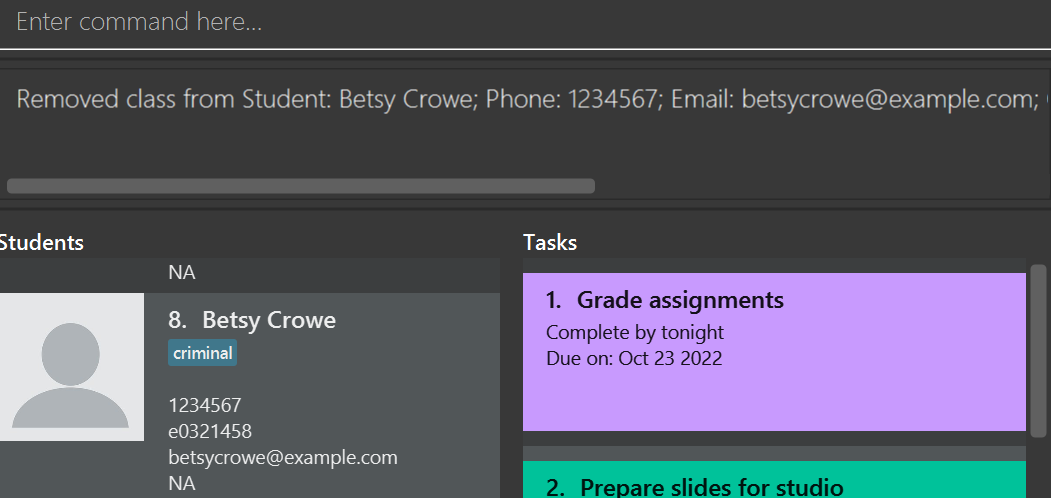 Enter command here...
Removed class from Student: Betsy Crowe; Phone: 1234567; Email: betsycrowe@example.com;
Students
NA
8. Betsy Crowe
criminal
1234567
e0321458
betsycrowe@example.com
NA
Tasks
1. Grade assignments
Complete by tonight
Due on: Oct 23 2022
2. Prepare slides for studio